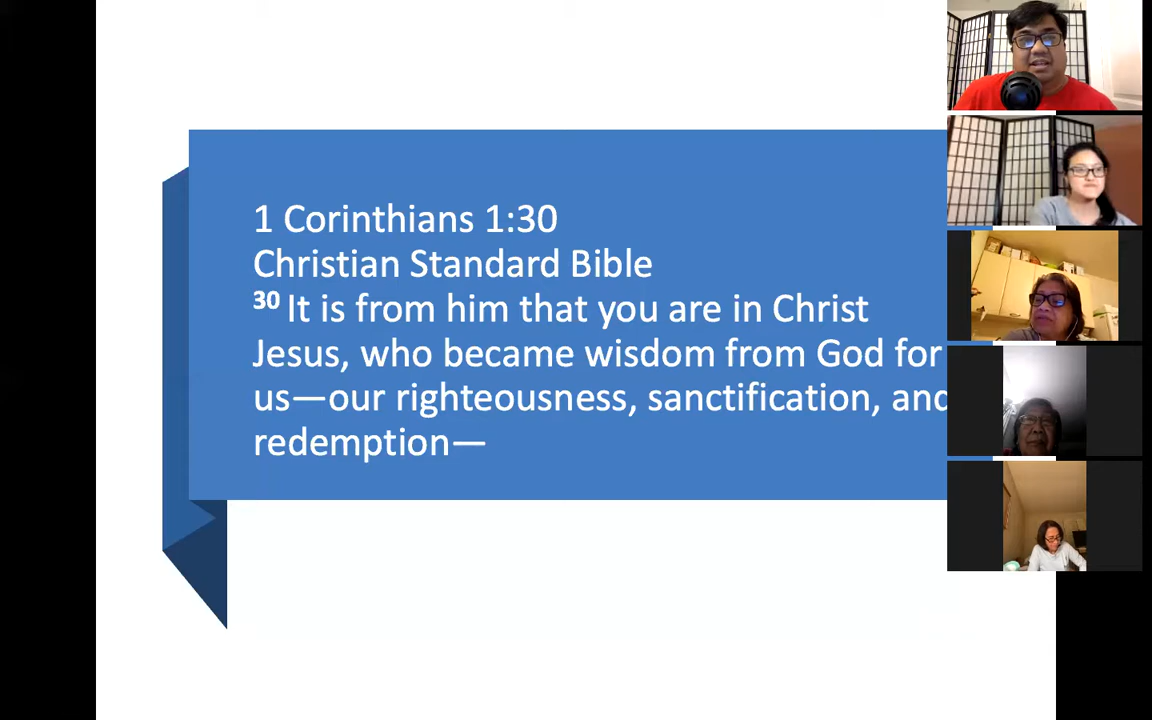 1 Corinthians 1:30
Christian Standard Bible
30 It is from him that you are in Christ
Jesus, who became wisdom from God for
us—our righteousness, sanctification, and
redemption—